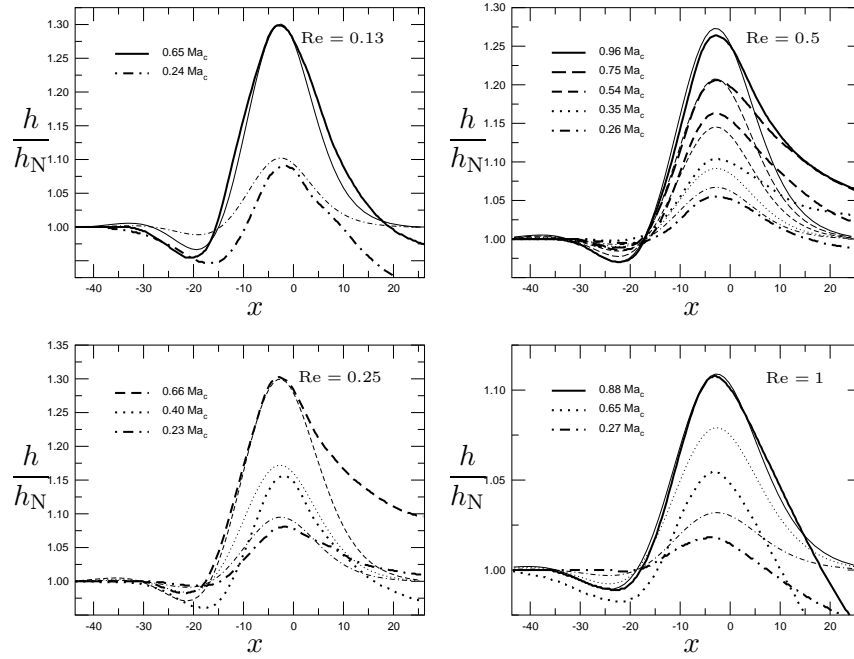 Re = 0.13
0.65 Ma_c
0.24 Ma_c
h
h_N
1.30
1.25
1.20
1.15
1.10
1.05
1.00
-40 -30 -20 -10 0 10 20
x
Re = 0.5
0.96 Ma_c
0.75 Ma_c
0.54 Ma_c
0.35 Ma_c
0.26 Ma_c
h
h_N
1.30
1.25
1.20
1.15
1.10
1.05
1.00
-40 -30 -20 -10 0 10 20
x
Re = 0.25
0.66 Ma_c
0.40 Ma_c
0.23 Ma_c
h
h_N
1.35
1.30
1.25
1.20
1.15
1.10
1.05
1.00
-40 -30 -20 -10 0 10 20
x
Re = 1
0.88 Ma_c
0.65 Ma_c
0.27 Ma_c
h
h_N
1.10
1.05
1.00
-40 -30 -20 -10 0 10 20
x